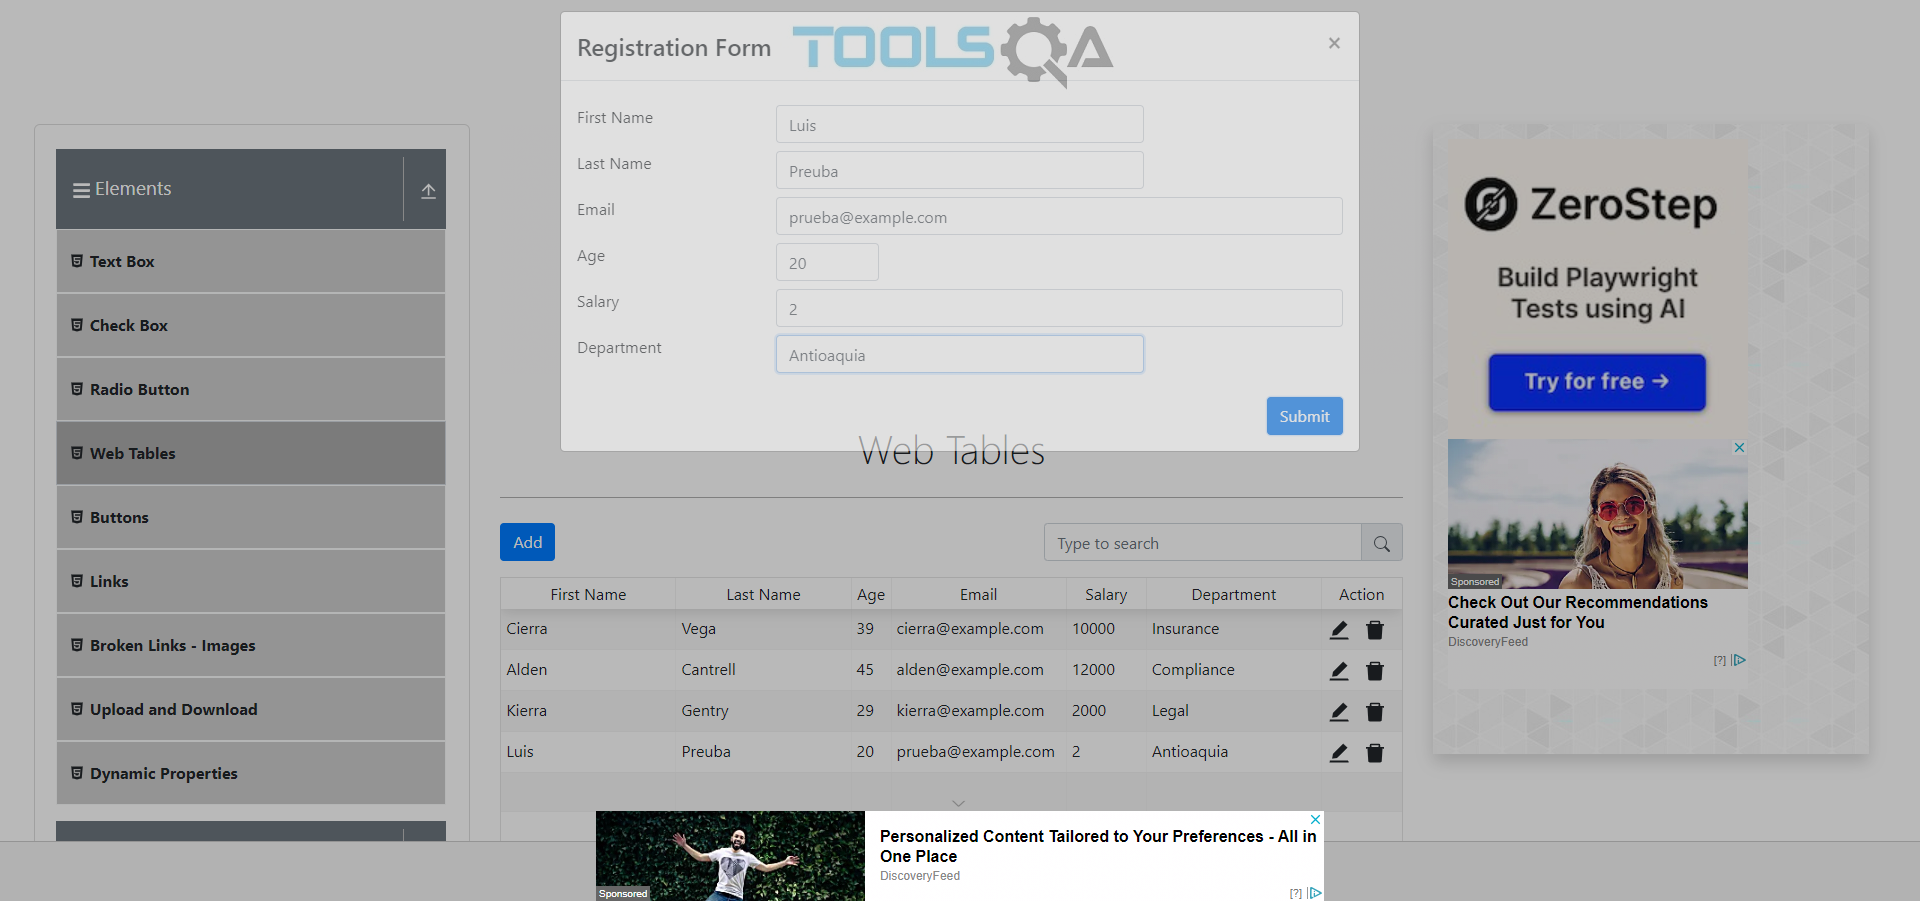 Registration Form
TOOLSQA
×
First Name
Luis
Last Name
Preuba
Email
prueba@example.com
Age
20
Salary
2
Department
Antioaquia
Submit
Elements
Text Box
Check Box
Radio Button
Web Tables
Buttons
Links
Broken Links - Images
Upload and Download
Dynamic Properties
Web Tables
Add
Type to search
First Name Last Name Age Email Salary Department Action
Cierra Vega 39 cierra@example.com 10000 Insurance
Alden Cantrell 45 alden@example.com 12000 Compliance
Kierra Gentry 29 kierra@example.com 2000 Legal
Luis Preuba 20 prueba@example.com 2 Antioaquia
ZeroStep
Build Playwright
Tests using AI
Try for free →
Sponsored
Check Out Our Recommendations
Curated Just for You
DiscoveryFeed
[?]
Sponsored
Personalized Content Tailored to Your Preferences - All in
One Place
DiscoveryFeed
[?]